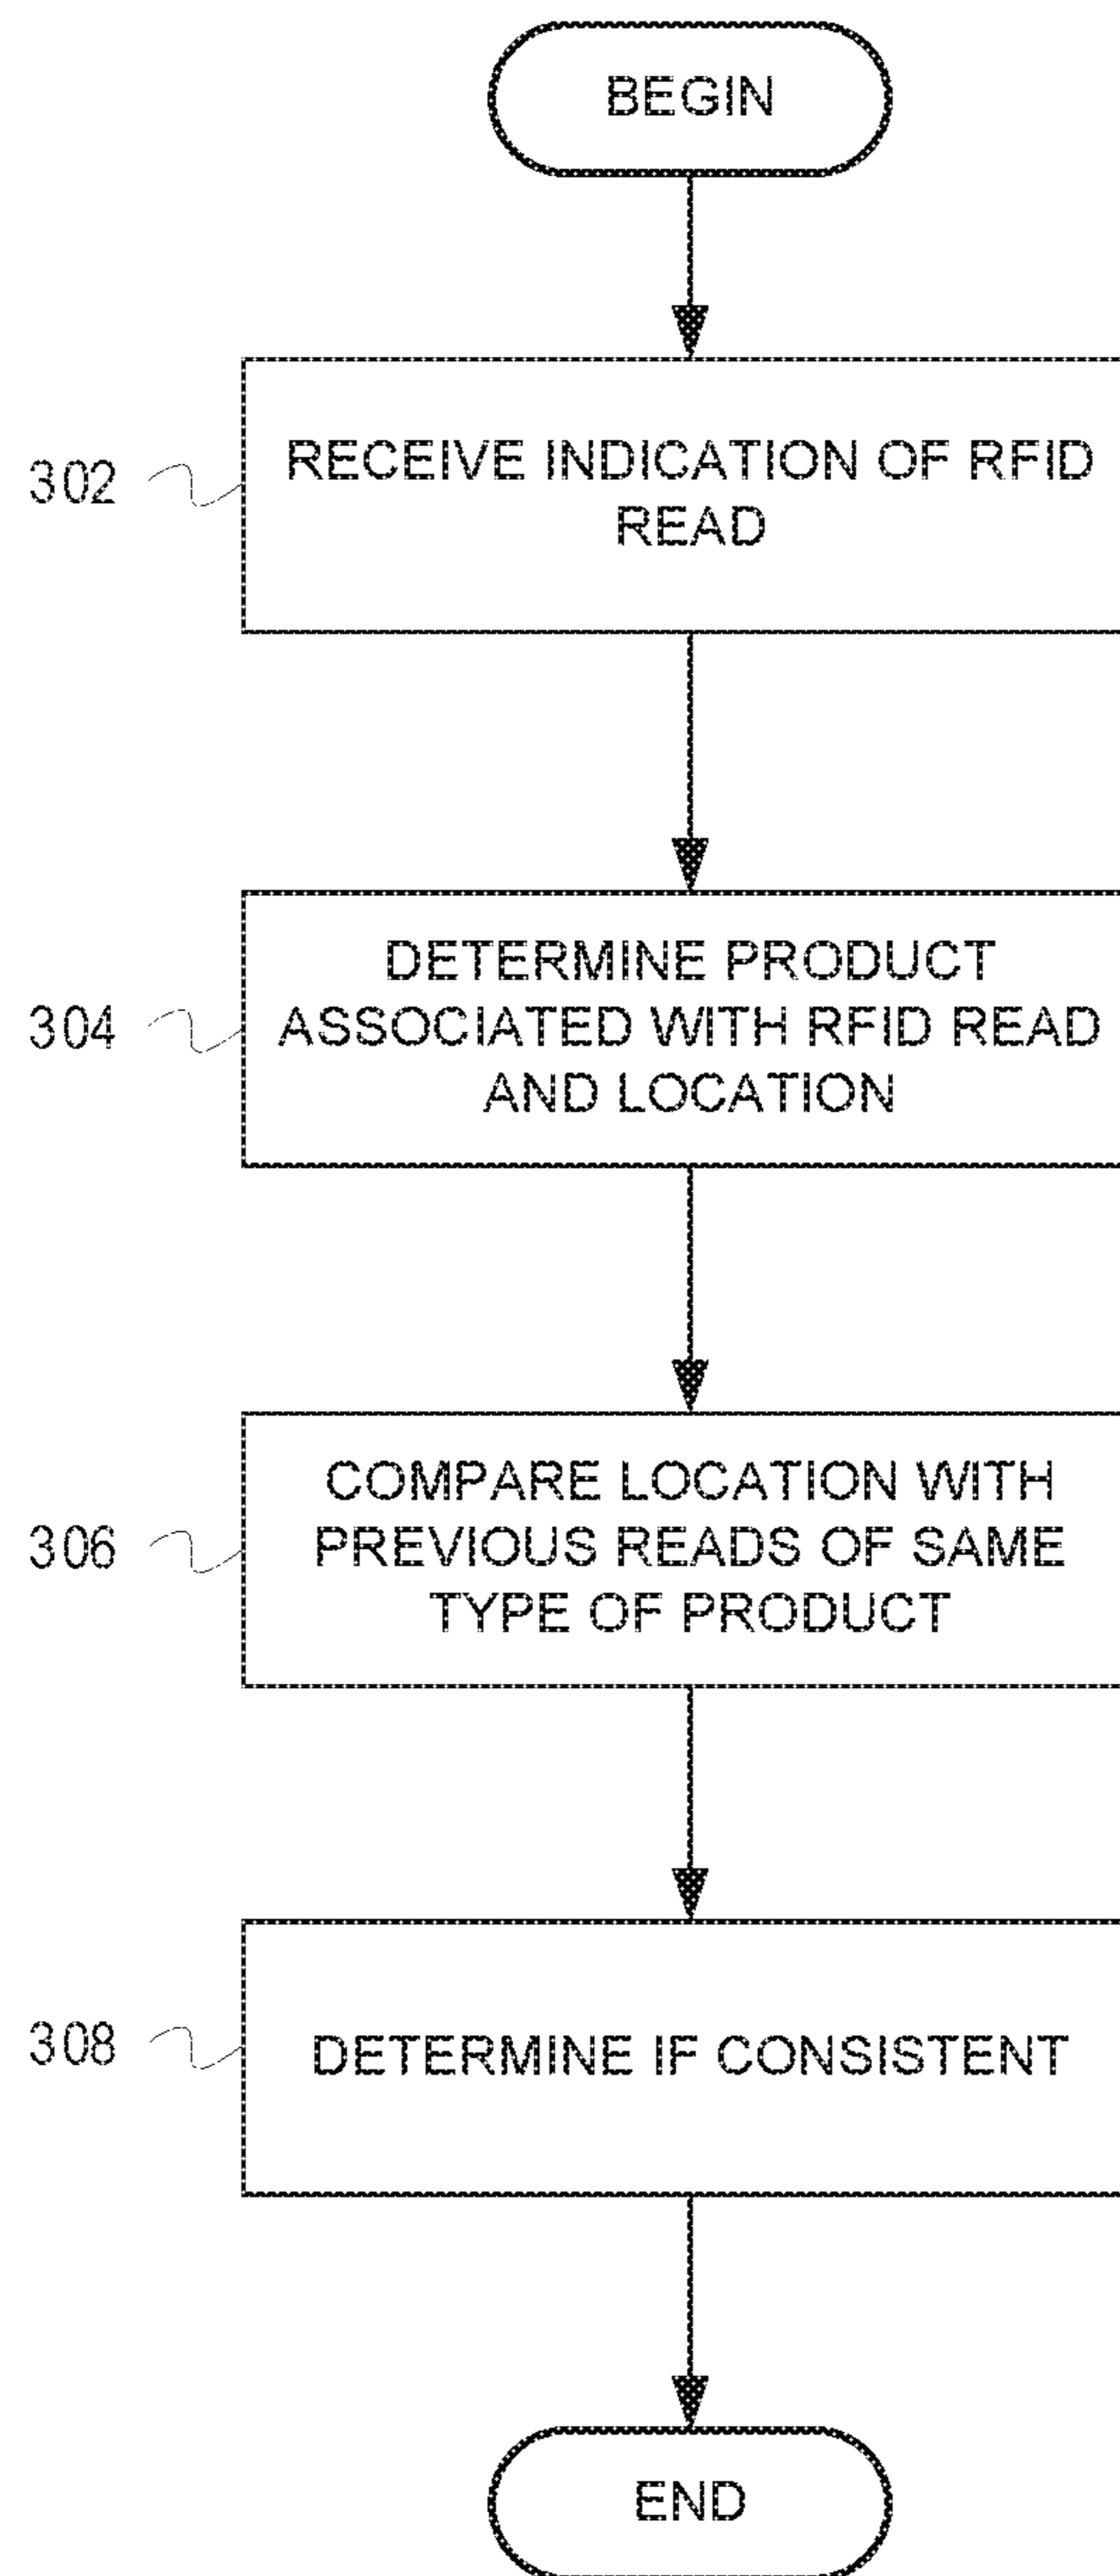 BEGIN
302
RECEIVE INDICATION OF RFID
READ
304
DETERMINE PRODUCT
ASSOCIATED WITH RFID READ
AND LOCATION
306
COMPARE LOCATION WITH
PREVIOUS READS OF SAME
TYPE OF PRODUCT
308
DETERMINE IF CONSISTENT
END